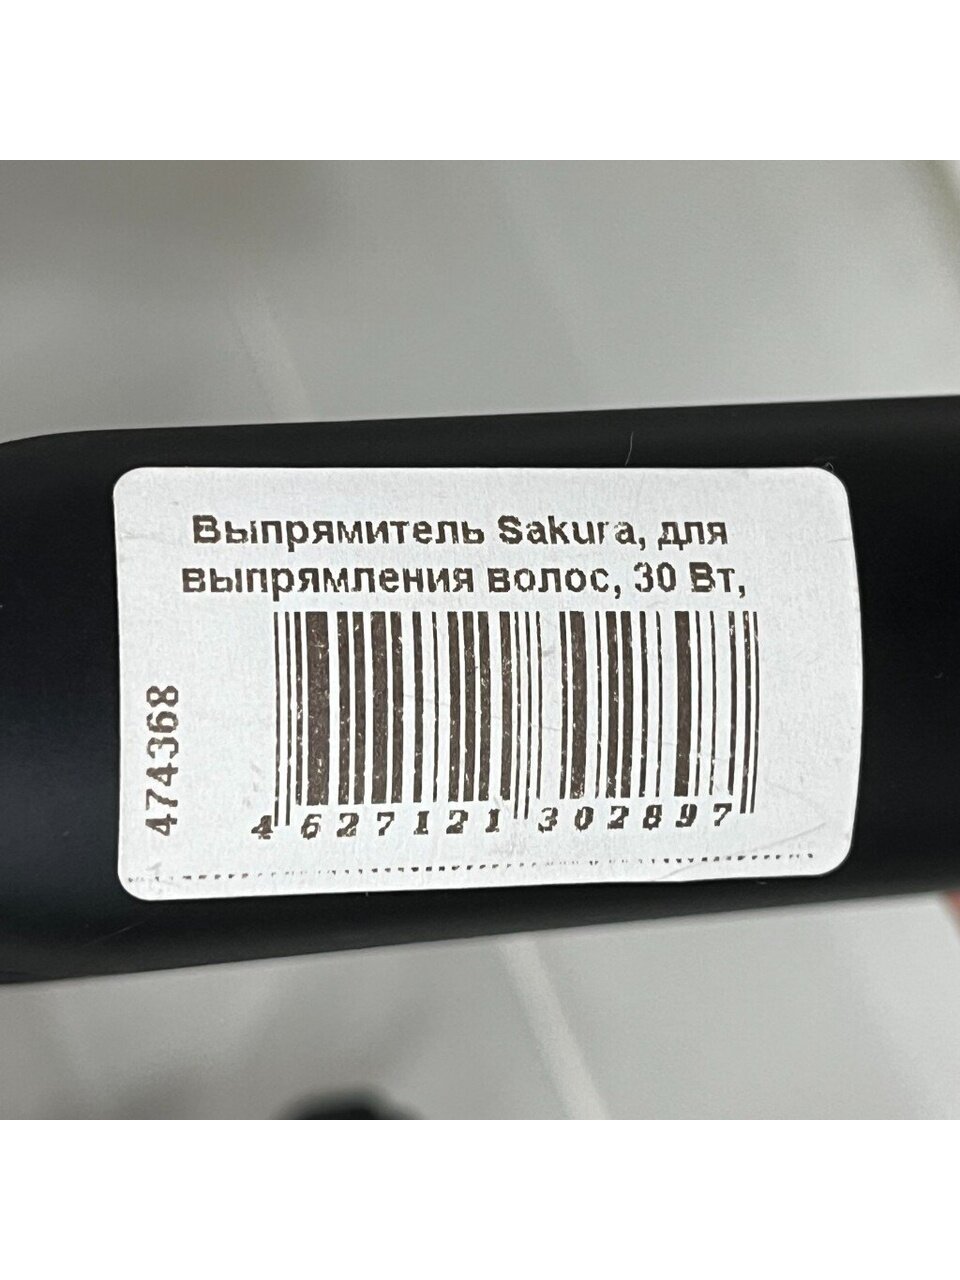 Выпрямитель Sakura, для
выпрямления волос, 30 Вт,
474368
4 627121 302897